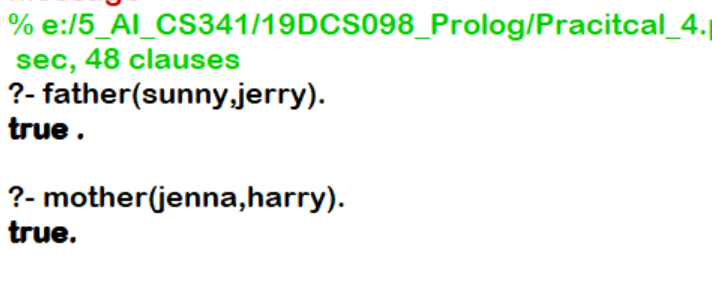 % e:/5_AI_CS341/19DCS098_Prolog/Pracitcal_4.
sec, 48 clauses
?- father(sunny,jerry).
true .
?- mother(jenna,harry).
true.